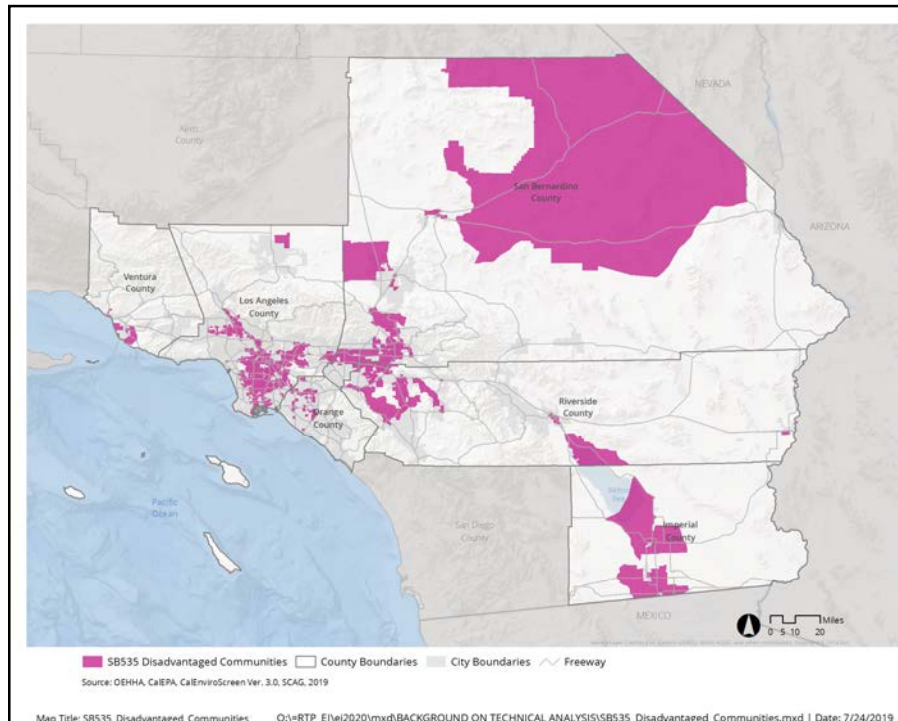 NEVADA
Kern
County
San Bernardino
County
ARIZONA
Ventura
County
Los Angeles
County
Orange
County
Riverside
County
Pacific
Ocean
San Diego
County
Salton
Sea
Imperial
County
MEXICO
Miles
0 5 10 20
SB535 Disadvantaged Communities County Boundaries City Boundaries Freeway
Source: OEHHA, CalEPA, CalEnviroScreen Ver. 3.0, SCAG, 2019
Map Title: SB535_Disadvantaged_Communities Q:\=RTP_EJ\ej2020\mxd\BACKGROUND ON TECHNICAL ANALYSIS\SB535_Disadvantaged_Communities.mxd | Date: 7/24/2019